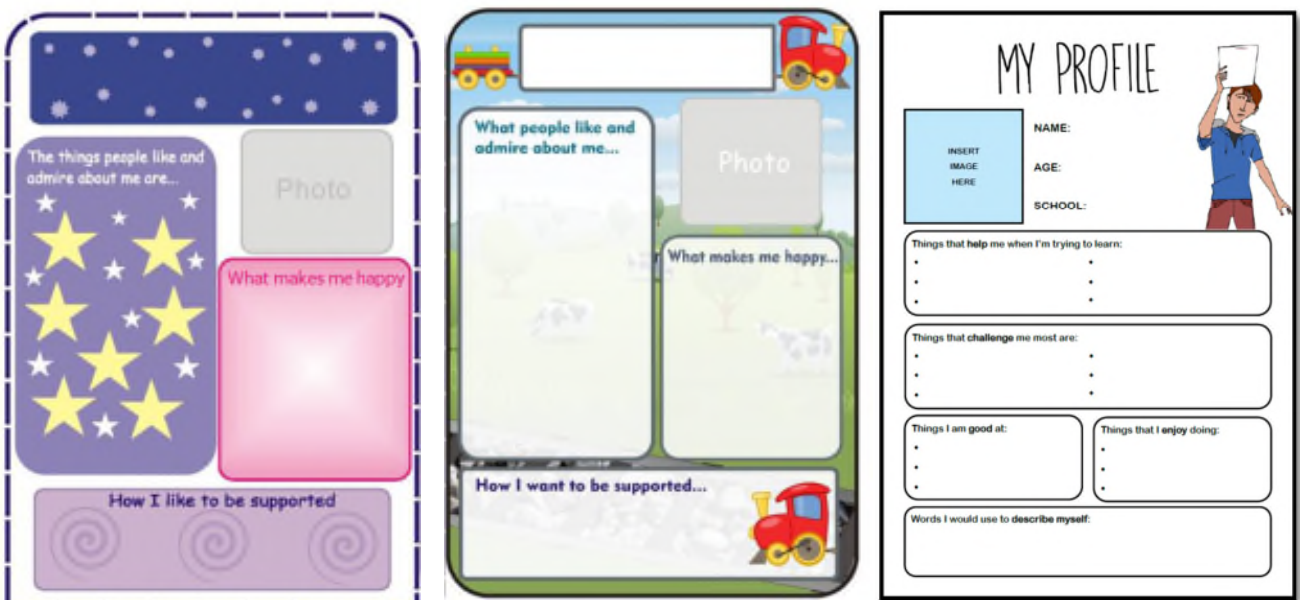 The things people like and
admire about me are...
Photo
What makes me happy
How I like to be supported
What people like and
admire about me...
Photo
What makes me happy...
How I want to be supported...
MY PROFILE
INSERT
IMAGE
HERE
NAME:
AGE:
SCHOOL:
Things that help me when I'm trying to learn:
Things that challenge me most are:
Things I am good at:
Things that I enjoy doing:
Words I would use to describe myself: